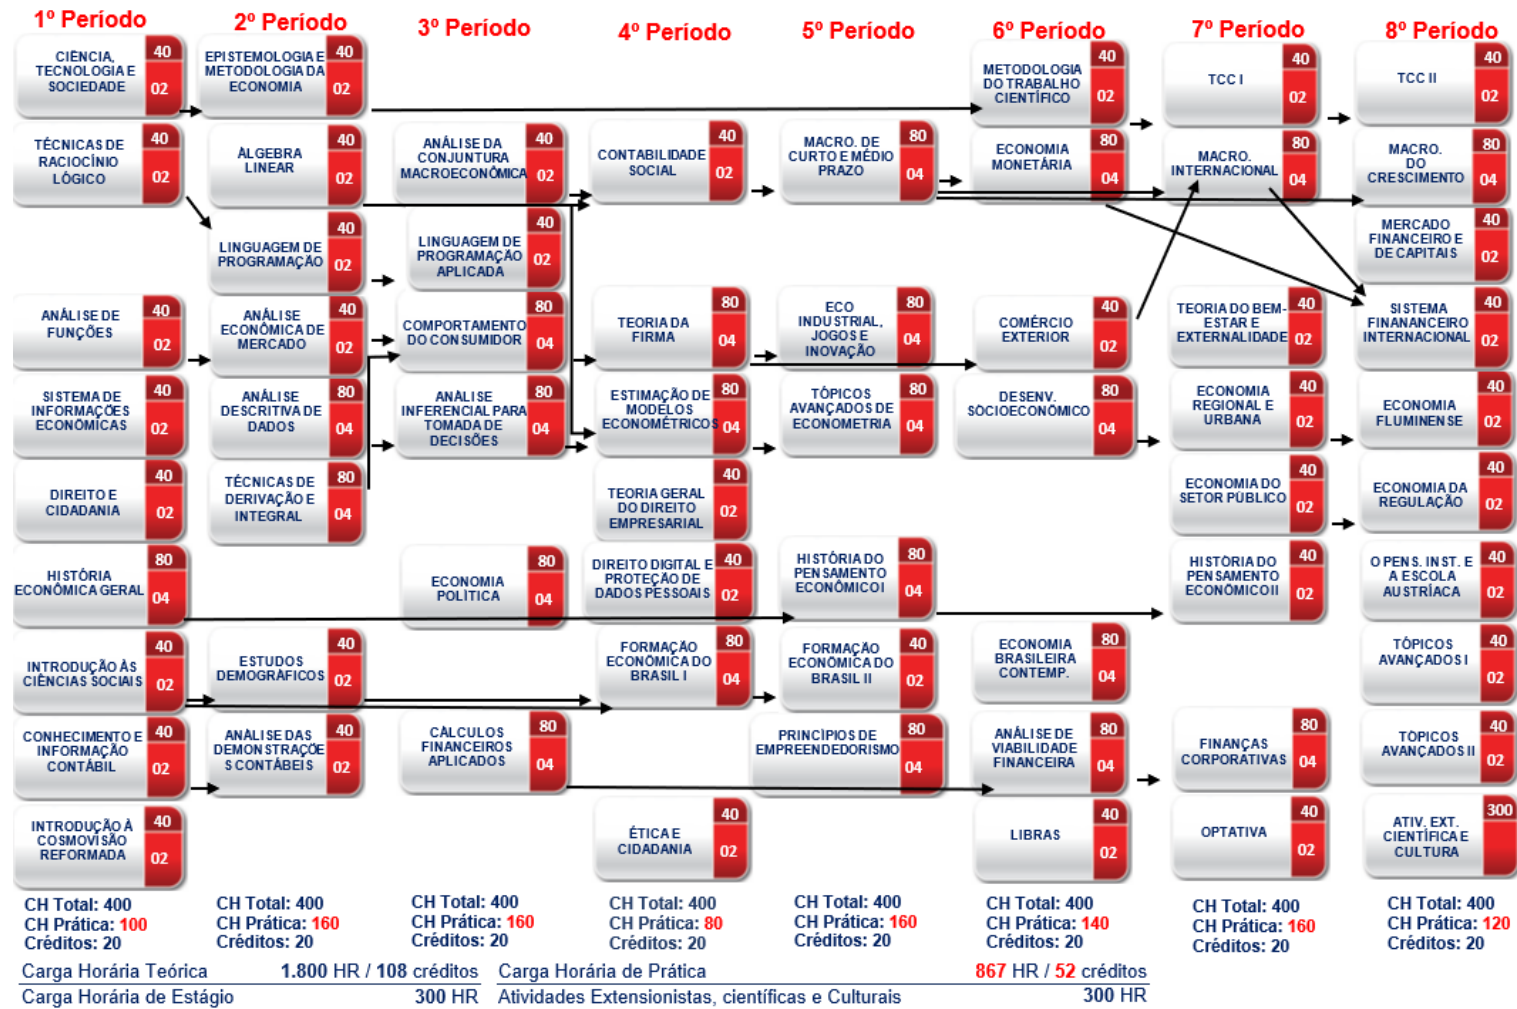 1º Período
CIÊNCIA,
TECNOLOGIA E
SOCIEDADE
40
02
TÉCNICAS DE
RACIOCÍNIO
LÓGICO
40
02
ANÁLISE DE
FUNÇÕES
40
02
SISTEMA DE
INFORMAÇÕES
ECONÔMICAS
40
02
DIREITO E
CIDADANIA
40
02
HISTÓRIA
ECONÔMICA GERAL
80
04
INTRODUÇÃO ÀS
CIÊNCIAS SOCIAIS
40
02
CONHECIMENTO E
INFORMAÇÃO
CONTÁBIL
40
02
INTRODUÇÃO À
COSMOVISÃO
REFORMADA
40
02
CH Total: 400
CH Prática: 100
Créditos: 20
2º Período
EPISTEMOLOGIA E
METODOLOGIA DA
ECONOMIA
40
02
ÁLGEBRA
LINEAR
40
02
LINGUAGEM DE
PROGRAMAÇÃO
40
02
ANÁLISE
ECONÔMICA DE
MERCADO
40
02
ANÁLISE
DESCRITIVA DE
DADOS
80
04
TÉCNICAS DE
DERIVAÇÃO E
INTEGRAL
80
04
ESTUDOS
DEMOGRÁFICOS
40
02
ANÁLISE DAS
DEMONSTRAÇÕE
S CONTÁBEIS
40
02
CH Total: 400
CH Prática: 160
Créditos: 20
3º Período
ANÁLISE DA
CONJUNTURA
MACROECONÔMICA
40
02
LINGUAGEM DE
PROGRAMAÇÃO
APLICADA
40
02
COMPORTAMENTO
DO CONSUMIDOR
80
04
ANÁLISE
INFERENCIAL PARA
TOMADA DE
DECISÕES
80
04
ECONOMIA
POLÍTICA
80
04
CÁLCULOS
FINANCEIROS
APLICADOS
80
04
CH Total: 400
CH Prática: 160
Créditos: 20
4º Período
CONTABILIDADE
SOCIAL
40
02
TEORIA DA
FIRMA
80
04
ESTIMAÇÃO DE
MODELOS
ECONOMÉTRICOS
80
04
TEORIA GERAL
DO DIREITO
EMPRESARIAL
40
02
DIREITO DIGITAL E
PROTEÇÃO DE
DADOS PESSOAIS
40
02
FORMAÇÃO
ECONÔMICA DO
BRASIL I
80
04
ÉTICA E
CIDADANIA
40
02
CH Total: 400
CH Prática: 80
Créditos: 20
5º Período
MACRO. DE
CURTO E MÉDIO
PRAZO
80
04
ECO
INDUSTRIAL,
JOGOS E
INOVAÇÃO
80
04
TÓPICOS
AVANÇADOS DE
ECONOMETRIA
80
04
HISTÓRIA DO
PENSAMENTO
ECONÔMICO I
80
04
FORMAÇÃO
ECONÔMICA DO
BRASIL II
40
02
PRINCÍPIOS DE
EMPREENDEDORISMO
80
04
CH Total: 400
CH Prática: 160
Créditos: 20
6º Período
METODOLOGIA
DO TRABALHO
CIENTÍFICO
40
02
ECONOMIA
MONETÁRIA
80
04
COMÉRCIO
EXTERIOR
40
02
DESENV.
SÓCIOECONÔMICO
80
04
ECONOMIA
BRASILEIRA
CONTEMP.
80
04
ANÁLISE DE
VIABILIDADE
FINANCEIRA
80
04
LIBRAS
40
02
CH Total: 400
CH Prática: 140
Créditos: 20
7º Período
TCC I
40
02
MACRO.
INTERNACIONAL
80
04
TEORIA DO BEM-
ESTAR E
EXTERNALIDADE
40
02
ECONOMIA
REGIONAL E
URBANA
40
02
ECONOMIA DO
SETOR PÚBLICO
40
02
HISTÓRIA DO
PENSAMENTO
ECONÔMICO II
40
02
FINANÇAS
CORPORATIVAS
80
04
OPTATIVA
40
02
CH Total: 400
CH Prática: 160
Créditos: 20
8º Período
TCC II
40
02
MACRO.
DO
CRESCIMENTO
80
04
MERCADO
FINANCEIRO E
DE CAPITAIS
40
02
SISTEMA
FINANANCEIRO
INTERNACIONAL
40
02
ECONOMIA
FLUMINENSE
40
02
ECONOMIA DA
REGULAÇÃO
40
02
O PENS. INST. E
A ESCOLA
AUSTRÍACA
40
02
TÓPICOS
AVANÇADOS I
40
02
TÓPICOS
AVANÇADOS II
40
02
ATIV. EXT.
CIENTÍFICA E
CULTURA
300
CH Total: 400
CH Prática: 120
Créditos: 20
Carga Horária Teórica 1.800 HR / 108 créditos
Carga Horária de Estágio 300 HR
Carga Horária de Prática 867 HR / 52 créditos
Atividades Extensionistas, científicas e Culturais 300 HR